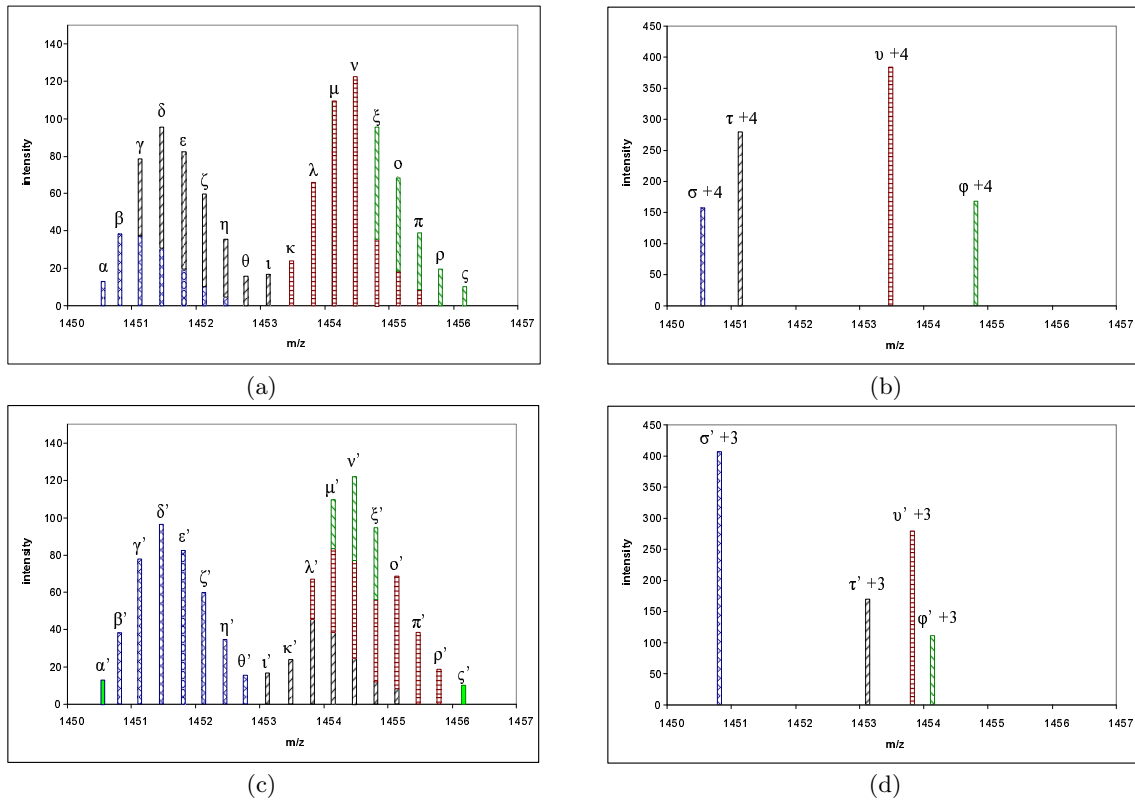 140
120
100
80
60
40
20
0
intensity
α
β
γ
δ
ε
ζ
η
θ
ι
κ
λ
μ
ν
ξ
ο
π
ρ
ς
1450 1451 1452 1453 1454 1455 1456 1457
m/z
(a)
450
400
350
300
250
200
150
100
50
0
intensity
σ +4
τ +4
υ +4
φ +4
1450 1451 1452 1453 1454 1455 1456 1457
m/z
(b)
140
120
100
80
60
40
20
0
intensity
α’
β’
γ’
δ’
ε’
ζ’
η’
θ’
ι’
κ’
λ’
μ’
ν’
ξ’
ο’
π’
ρ’
ς’
1450 1451 1452 1453 1454 1455 1456 1457
m/z
(c)
450
400
350
300
250
200
150
100
50
0
intensity
σ’ +3
τ’ +3
υ’ +3
φ’ +3
1450 1451 1452 1453 1454 1455 1456 1457
m/z
(d)